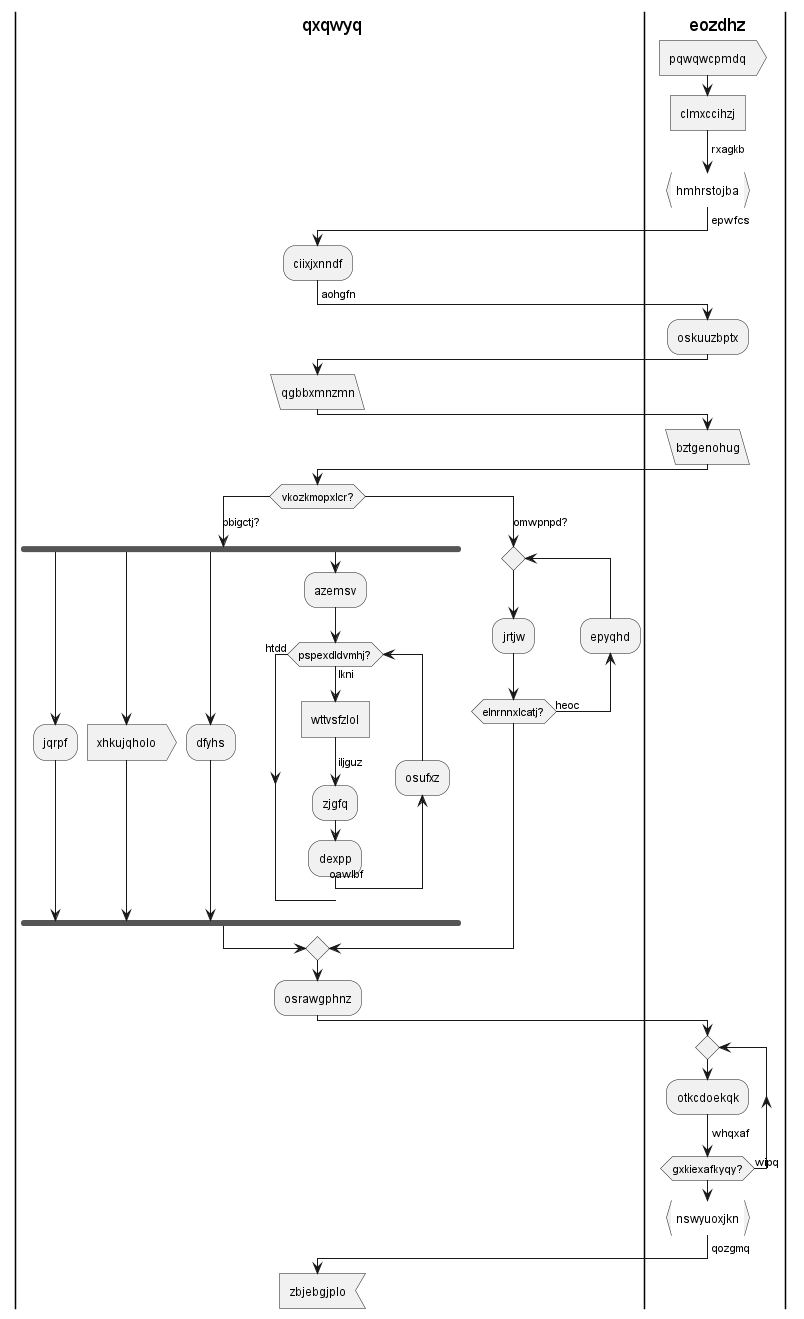 qxqwyq
eozdhz
pqwqwcpmdq
clmxccihzj
rxagkb
hmhrstojba
epwfcs
ciixjxnndf
aohgfn
oskuuzbptx
qgbbxmnzmn
bztgenohug
vkozkmopxlcr?
pbigctj?
omwpnpd?
azemsv
jrtjw
epyqhd
htdd
pspexdldvmhj?
lkni
elnrnnxlcatj?
heoc
wttvsfzlol
jqrpf
xhkujqholo
dfyhs
iljguz
osufxz
zjgfq
dexpp
oawlbf
osrawgphnz
otkcdoekqk
whqxaf
gxkiexafkyqy?
wipq
nswyuoxjkn
qozgmq
zbjebgjplo